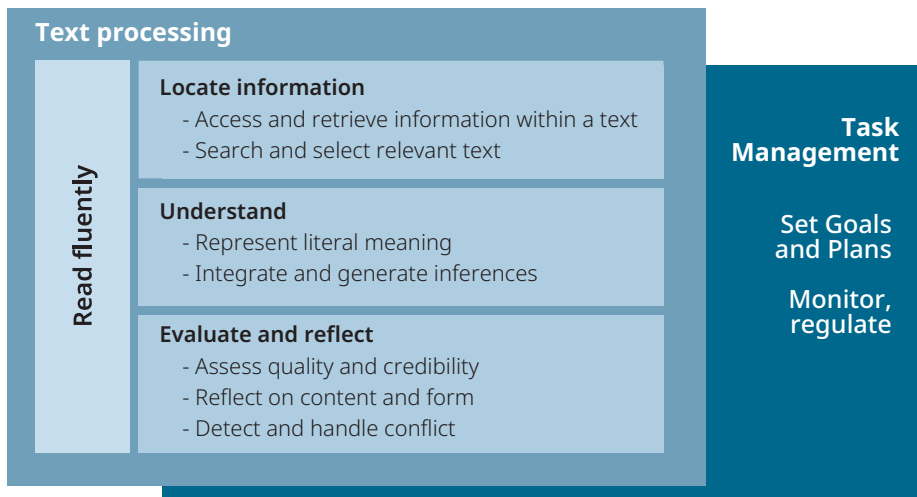 Text processing
Read fluently
Locate information
- Access and retrieve information within a text
- Search and select relevant text
Understand
- Represent literal meaning
- Integrate and generate inferences
Evaluate and reflect
- Assess quality and credibility
- Reflect on content and form
- Detect and handle conflict
Task
Management
Set Goals
and Plans
Monitor,
regulate